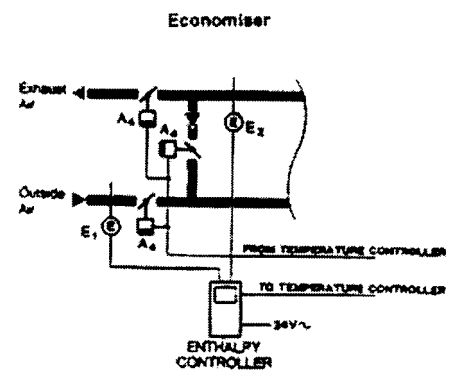 Economiser
Exhaust
Air
A4
A4
E2
Outside
Air
E1
A4
FROM TEMPERATURE CONTROLLER
TO TEMPERATURE CONTROLLER
24V~
ENTHALPY
CONTROLLER